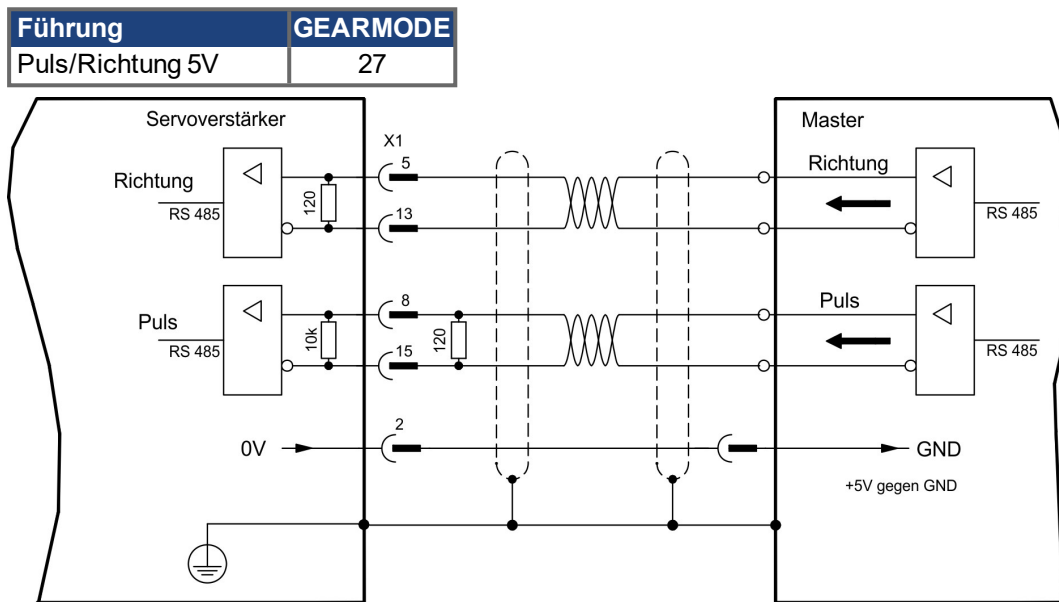 Führung GEARMODE
Puls/Richtung 5V 27
Servoverstärker
Master
X1
5
Richtung
Richtung
120
RS 485
13
RS 485
8
Puls
Puls
10k
120
RS 485
15
RS 485
2
0V
GND
+5V gegen GND